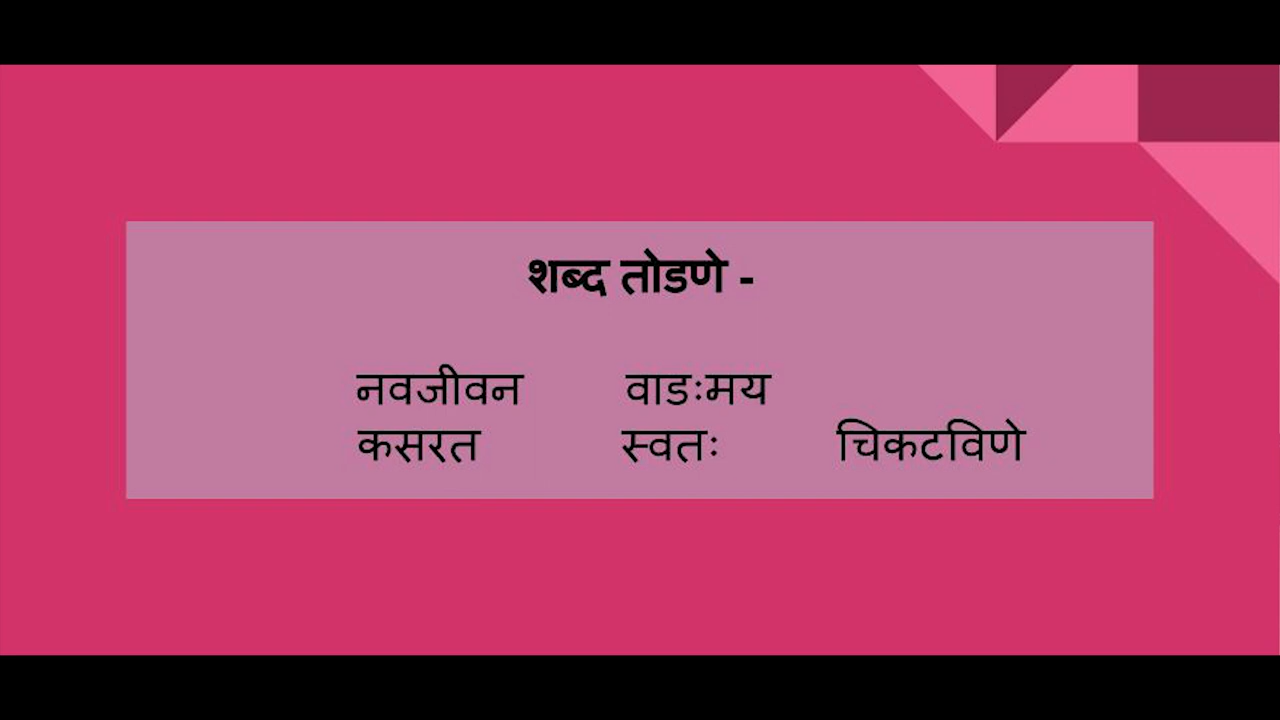 शब्द तोडणे -
नवजीवन वाडःमय
कसरत स्वतः चिकटविणे